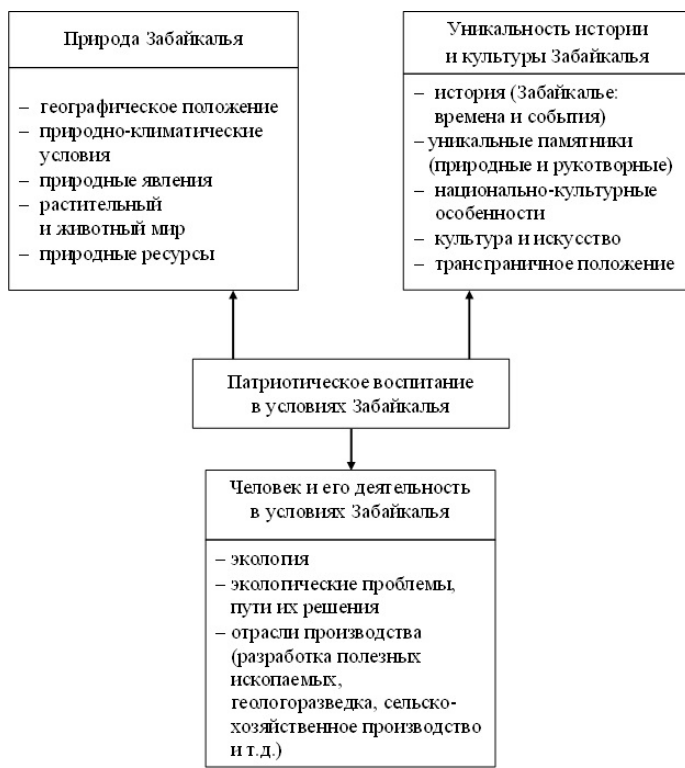 Природа Забайкалья
– географическое положение
– природно-климатические
условия
– природные явления
– растительный
и животный мир
– природные ресурсы
Уникальность истории
и культуры Забайкалья
– история (Забайкалье:
времена и события)
– уникальные памятники
(природные и рукотворные)
– национально-культурные
особенности
– культура и искусство
– трансграничное положение
Патриотическое воспитание
в условиях Забайкалья
Человек и его деятельность
в условиях Забайкалья
– экология
– экологические проблемы,
пути их решения
– отрасли производства
(разработка полезных
ископаемых,
геологоразведка, сельско-
хозяйственное производство
и т.д.)